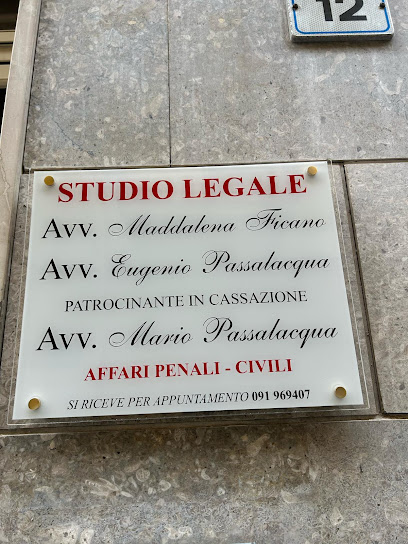 12
STUDIO LEGALE
Avv. Maddalena Ficano
Avv. Eugenio Passalacqua
PATROCINANTE IN CASSAZIONE
Avv. Mario Passalacqua
AFFARI PENALI - CIVILI
SI RICEVE PER APPUNTAMENTO 091 969407